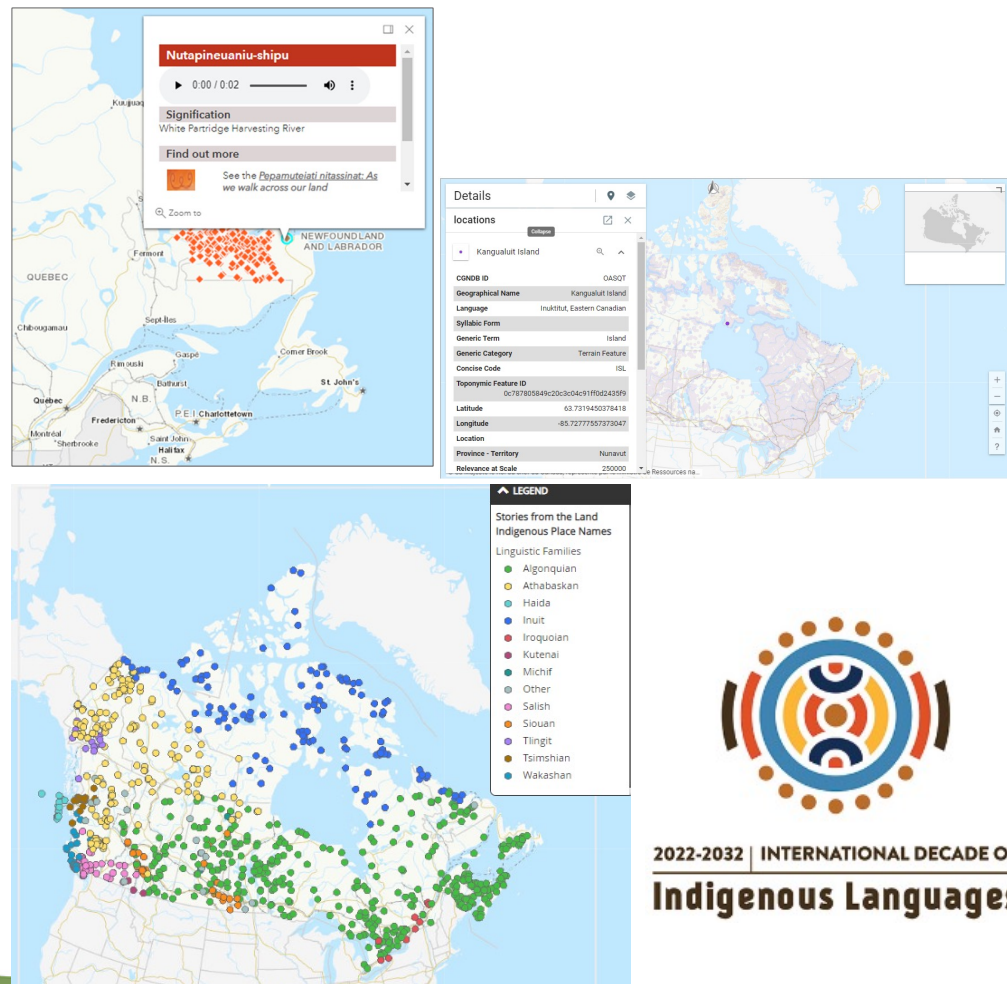 Nutapineuaniu-shipu
0:00 / 0:02
Signification
White Partridge Harvesting River
Find out more
See the Pepamuteiati nitassinat: As
we walk across our land
Zoom to
Kuujjuaq
NEWFOUNDLAND
AND LABRADOR
Fermont
QUEBEC
Sept-Îles
Chibougamau
Gaspé
Corner Brook
Rimouski
St. John's
Bathurst
Québec
N.B.
P.E.I.
Charlottetown
Fredericton
Montréal
Sherbrooke
Saint John
Halifax
N.S.
Details
locations
Collapse
Kangualuit Island
CGNDB ID OASQT
Geographical Name Kangualuit Island
Language Inuktitut, Eastern Canadian
Syllabic Form
Generic Term Island
Generic Category Terrain Feature
Concise Code ISL
Toponymic Feature ID
0c787805849c20c3c04c91ff0d2435f9
Latitude 63.7319450378418
Longitude -85.72777557373047
Location
Province - Territory Nunavut
Relevance at Scale 250000
LEGEND
Stories from the Land
Indigenous Place Names
Linguistic Families
Algonquian
Athabaskan
Haida
Inuit
Iroquoian
Kutenai
Michif
Other
Salish
Siouan
Tlingit
Tsimshian
Wakashan
2022-2032 | INTERNATIONAL DECADE O
Indigenous Languages